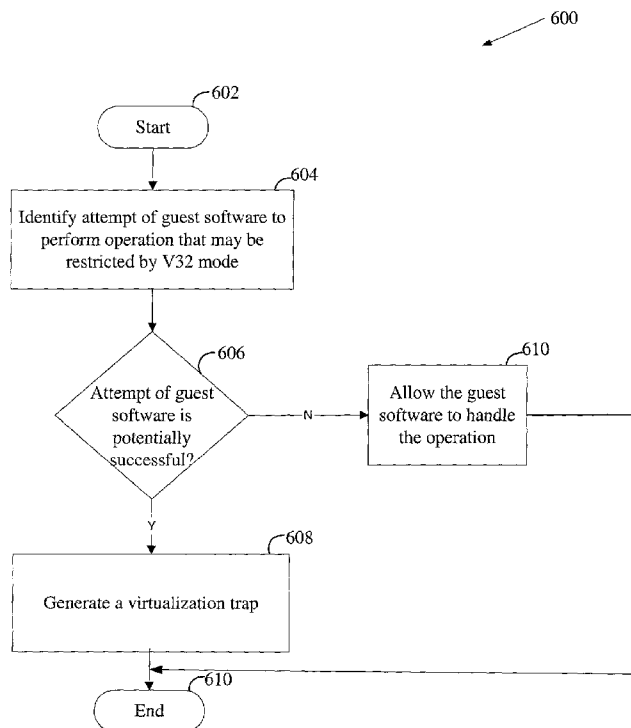 600
602
Start
604
Identify attempt of guest software to
perform operation that may be
restricted by V32 mode
606
Attempt of guest
software is
potentially
successful?
N
610
Allow the guest
software to handle
the operation
Y
608
Generate a virtualization trap
610
End